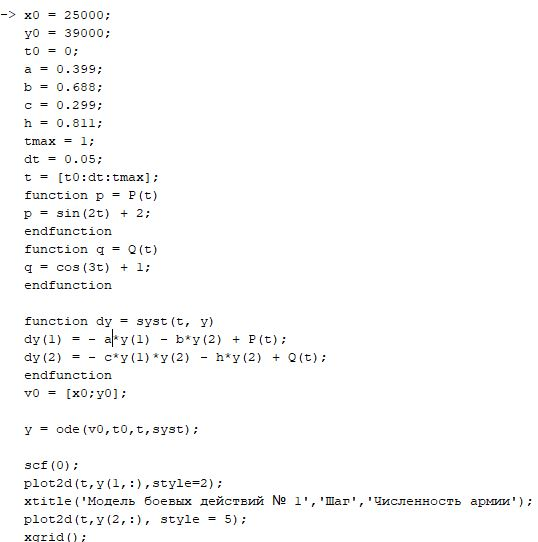 -> x0 = 25000;
y0 = 39000;
t0 = 0;
a = 0.399;
b = 0.688;
c = 0.299;
h = 0.811;
tmax = 1;
dt = 0.05;
t = [t0:dt:tmax];
function p = P(t)
p = sin(2t) + 2;
endfunction
function q = Q(t)
q = cos(3t) + 1;
endfunction
function dy = syst(t, y)
dy(1) = - a*y(1) - b*y(2) + P(t);
dy(2) = - c*y(1)*y(2) - h*y(2) + Q(t);
endfunction
v0 = [x0;y0];
y = ode(v0,t0,t,syst);
scf(0);
plot2d(t,y(1,:),style=2);
xtitle('Модель боевых действий № 1','Шаг','Численность армии');
plot2d(t,y(2,:), style = 5);
xgrid();